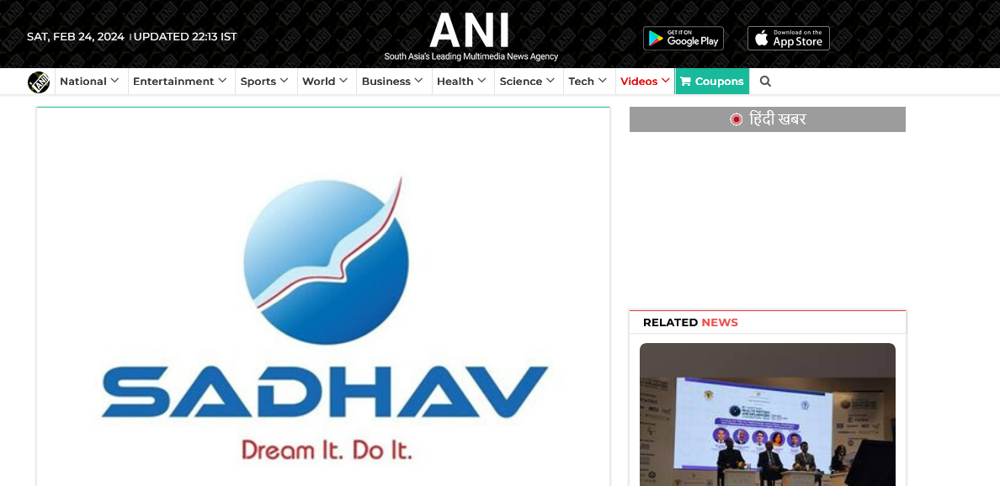 SAT, FEB 24, 2024 | UPDATED 22:13 IST
ANI
South Asia's Leading Multimedia News Agency
GET IT ON
Google Play
Download on the
App Store
ANI
National
Entertainment
Sports
World
Business
Health
Science
Tech
Videos
Coupons
हिंदी खबर
SADHAV
Dream It. Do It.
RELATED NEWS